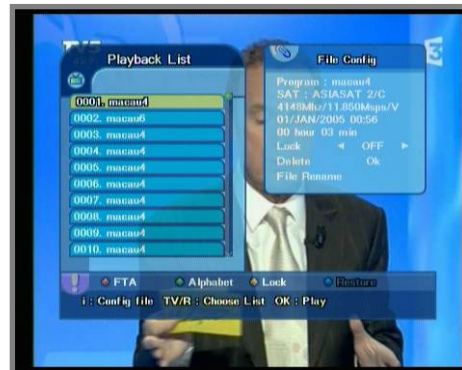 Playback List
0001. macau4
0002. macau6
0003. macau4
0004. macau4
0005. macau4
0006. macau4
0007. macau4
0008. macau4
0009. macau4
0010. macau4
File Config
Program : macau4
SAT : ASIASAT 2/C
4148Mhz/11.850Msps/V
01/JAN/2005 00:56
00 hour 03 min
Lock OFF
Delete Ok
File Rename
3
FTA Alphabet Lock Restore
i : Config file TV/R : Choose List OK : Play